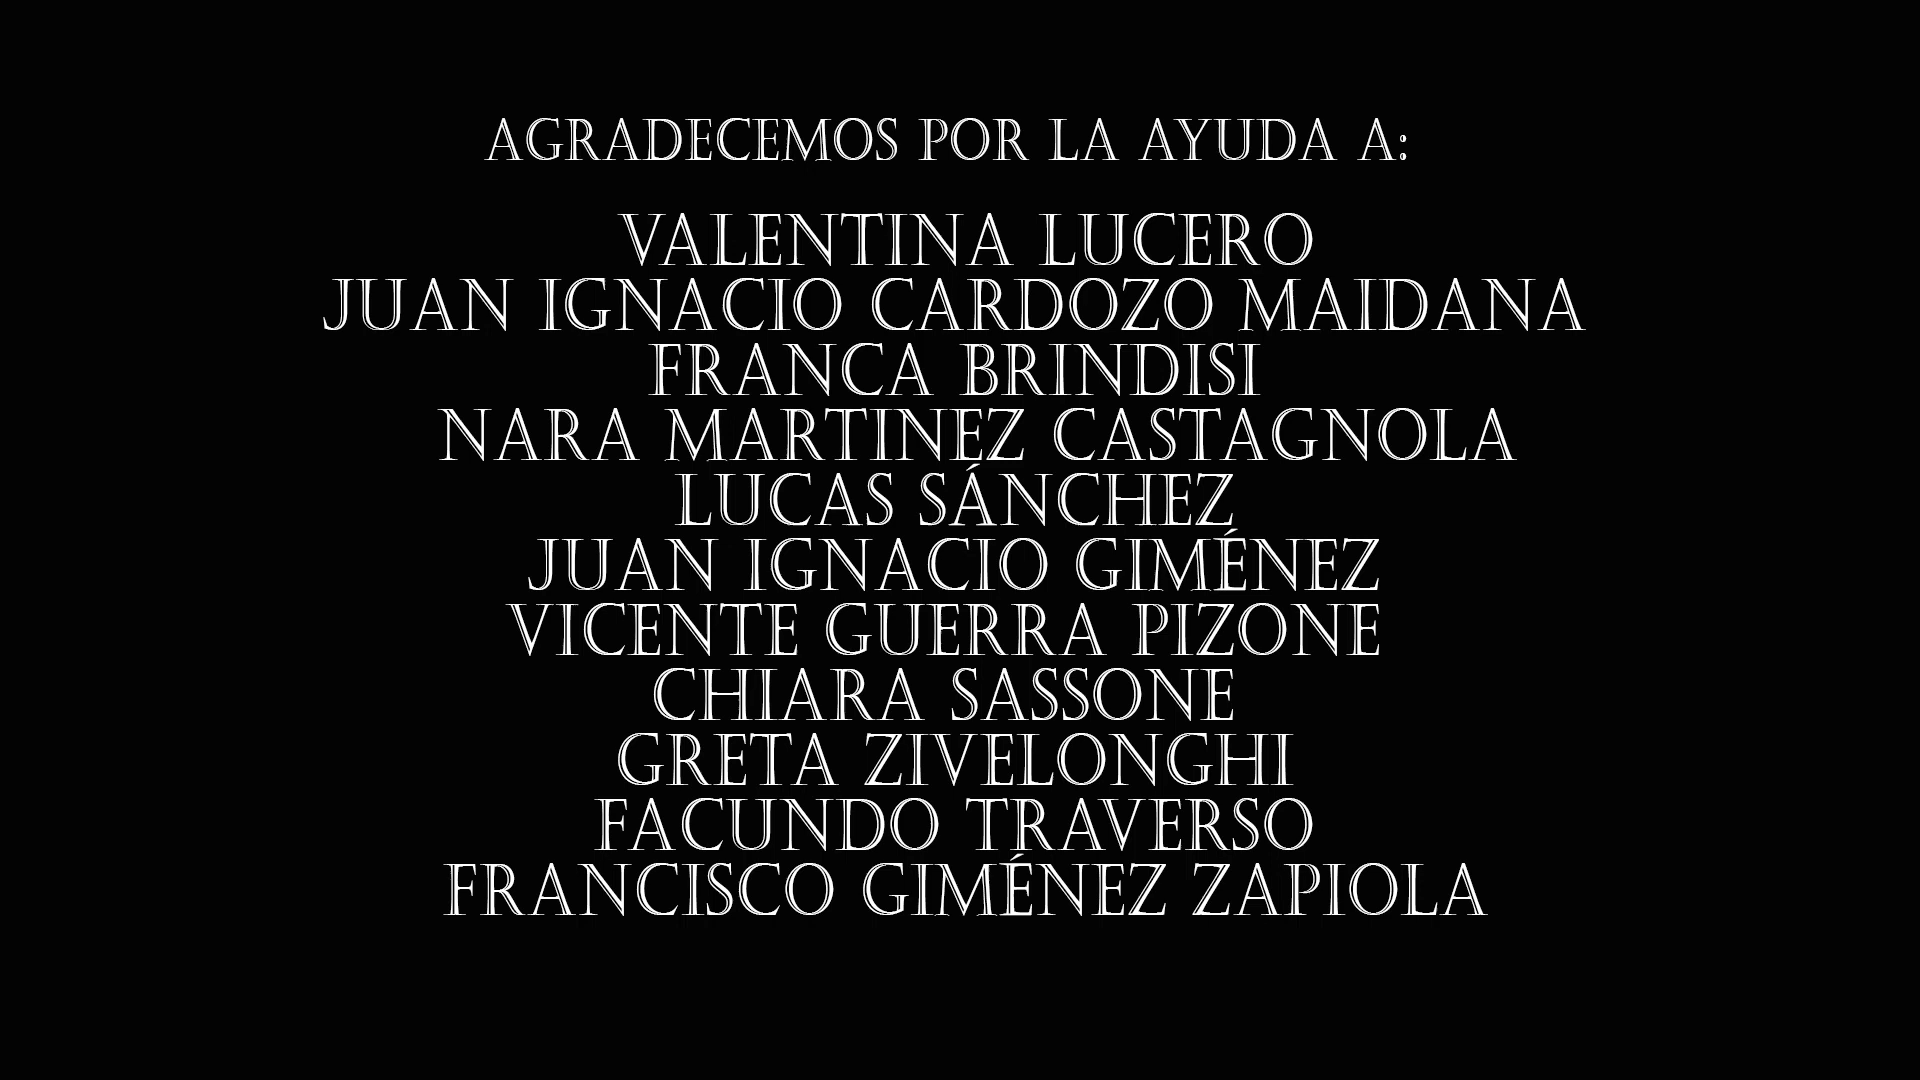 AGRADECEMOS POR LA AYUDA A:
VALENTINA LUCERO
JUAN IGNACIO CARDOZO MAIDANA
FRANCA BRINDISI
NARA MARTINEZ CASTAGNOLA
LUCAS SÁNCHEZ
JUAN IGNACIO GIMÉNEZ
VICENTE GUERRA PIZONE
CHIARA SASSONE
GRETA ZIVELONGHI
FACUNDO TRAVERSO
FRANCISCO GIMÉNEZ ZAPIOLA